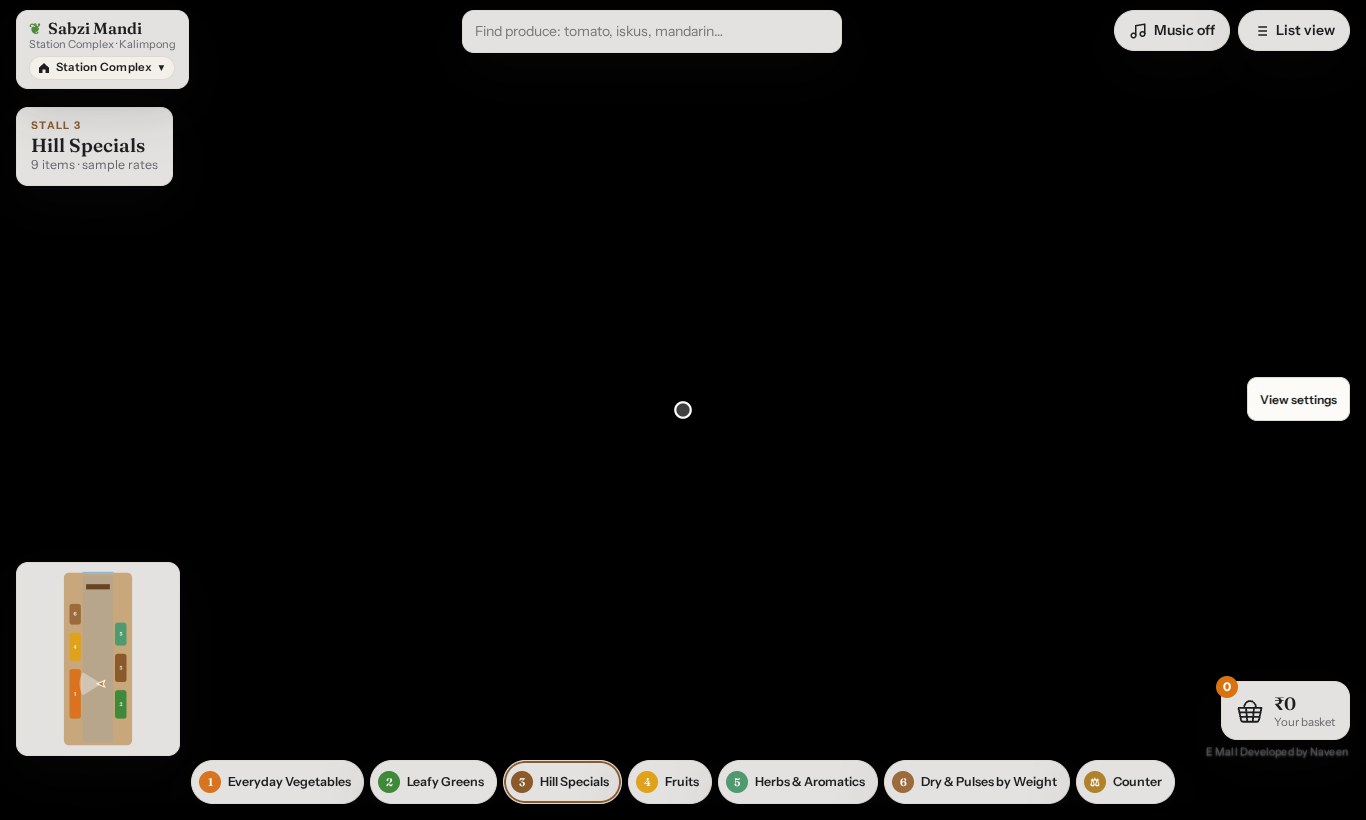 Sabzi Mandi
Station Complex · Kalimpong
Station Complex ▾
Find produce: tomato, iskus, mandarin...
Music off
List view
STALL 3
Hill Specials
9 items · sample rates
View settings
0
₹0
Your basket
E Mall Developed by Naveen
1 Everyday Vegetables
2 Leafy Greens
3 Hill Specials
4 Fruits
5 Herbs & Aromatics
6 Dry & Pulses by Weight
Counter